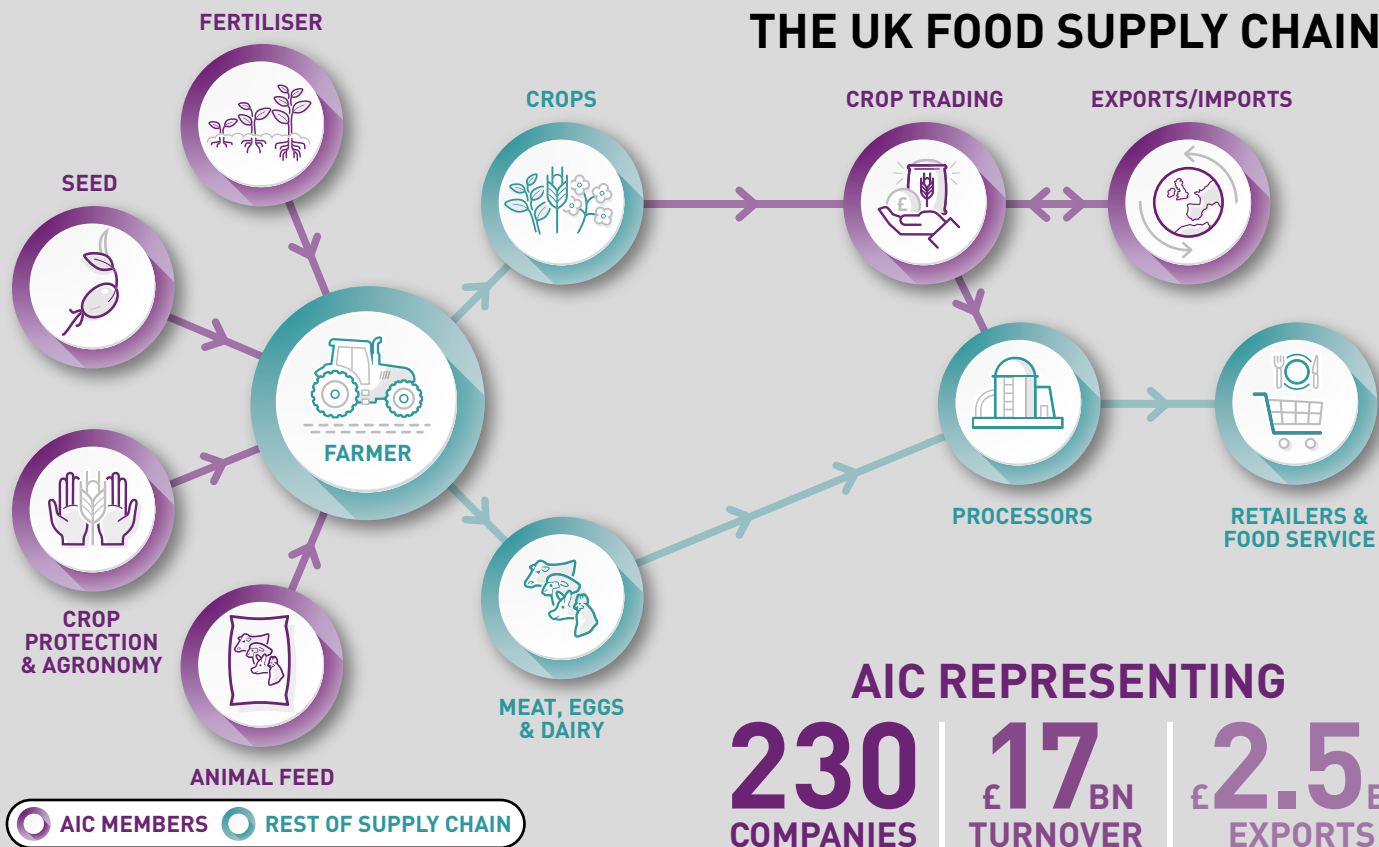 THE UK FOOD SUPPLY CHAIN
FERTILISER
CROPS
CROP TRADING
EXPORTS/IMPORTS
£
SEED
FARMER
PROCESSORS
RETAILERS &
FOOD SERVICE
CROP
PROTECTION
& AGRONOMY
MEAT, EGGS
& DAIRY
ANIMAL FEED
AIC MEMBERS
REST OF SUPPLY CHAIN
AIC REPRESENTING
230
COMPANIES
£17BN
TURNOVER
£2.5
EXPORTS